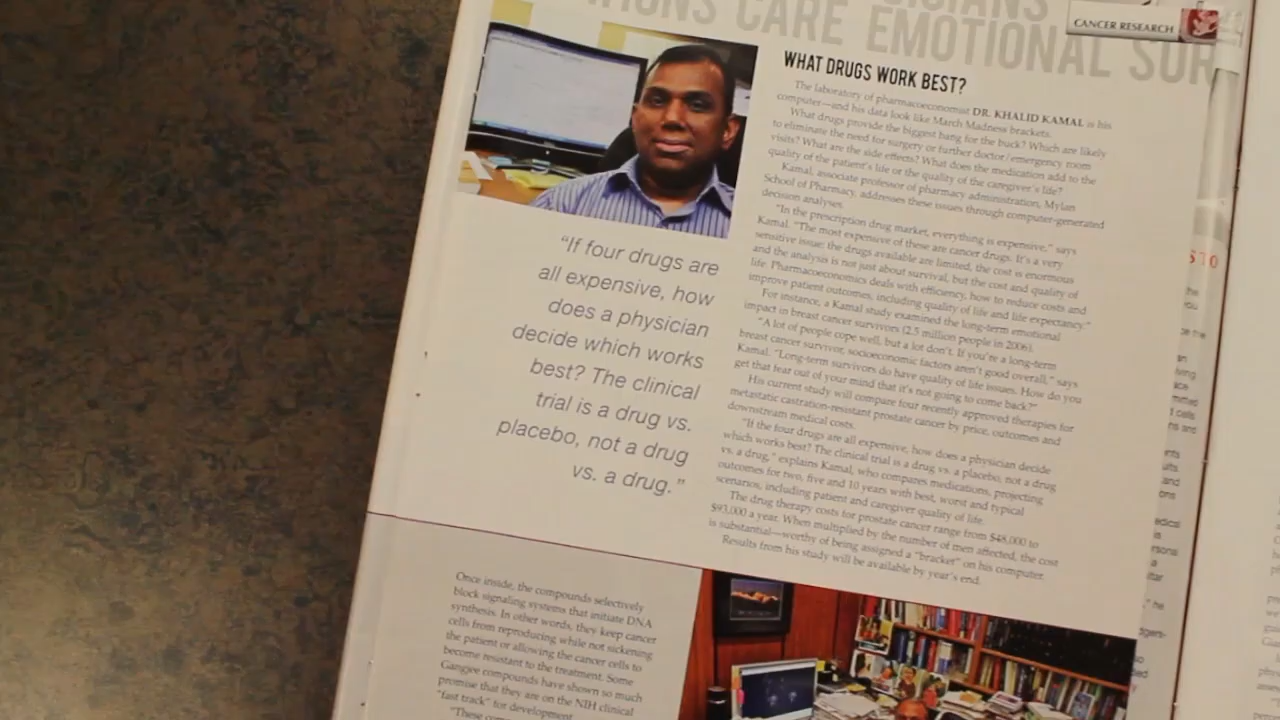 ICIANS
TIONS CARE EMOTIONAL SUR
CANCER RESEARCH
WHAT DRUGS WORK BEST?
The laboratory of pharmacoeconomist DR. KHALID KAMAL is his
computer—and his data look like March Madness brackets.
What drugs provide the biggest bang for the buck? Which are likely
to eliminate the need for surgery or further doctor/emergency room
visits? What are the side effects? What does the medication add to the
quality of the patient's life or the quality of the caregiver's life?
Kamal, associate professor of pharmacy administration, Mylan
School of Pharmacy, addresses these issues through computer-generated
decision analyses.
"In the prescription drug market, everything is expensive," says
Kamal. "The most expensive of these are cancer drugs. It's a very
sensitive issue: the drugs available are limited, the cost is enormous
and the analysis is not just about survival, but the cost and quality of
life. Pharmacoeconomics deals with efficiency, how to reduce costs and
improve patient outcomes, including quality of life and life expectancy."
For instance, a Kamal study examined the long-term emotional
impact in breast cancer survivors (2.5 million people in 2006).
"A lot of people cope well, but a lot don't. If you're a long-term
breast cancer survivor, socioeconomic factors aren't good overall," says
Kamal. "Long-term survivors do have quality of life issues. How do you
get that fear out of your mind that it's not going to come back?"
His current study will compare four recently approved therapies for
metastatic castration-resistant prostate cancer by price, outcomes and
downstream medical costs.
"If the four drugs are all expensive, how does a physician decide
which works best? The clinical trial is a drug vs. a placebo, not a drug
vs. a drug," explains Kamal, who compares medications, projecting
outcomes for two, five and 10 years with best, worst and typical
scenarios, including patient and caregiver quality of life.
The drug therapy costs for prostate cancer range from $48,000 to
$93,000 a year. When multiplied by the number of men affected, the cost
is substantial—worthy of being assigned a "bracket" on his computer.
Results from his study will be available by year's end.
"If four drugs are
all expensive, how
does a physician
decide which works
best? The clinical
trial is a drug vs.
placebo, not a drug
vs. a drug."
Once inside, the compounds selectively
block signaling systems that initiate DNA
synthesis. In other words, they keep cancer
cells from reproducing while not sickening
the patient or allowing the cancer cells to
become resistant to the treatment. Some
Gangjee compounds have shown so much
promise that they are on the NIH clinical
"fast track" for development.
"These com